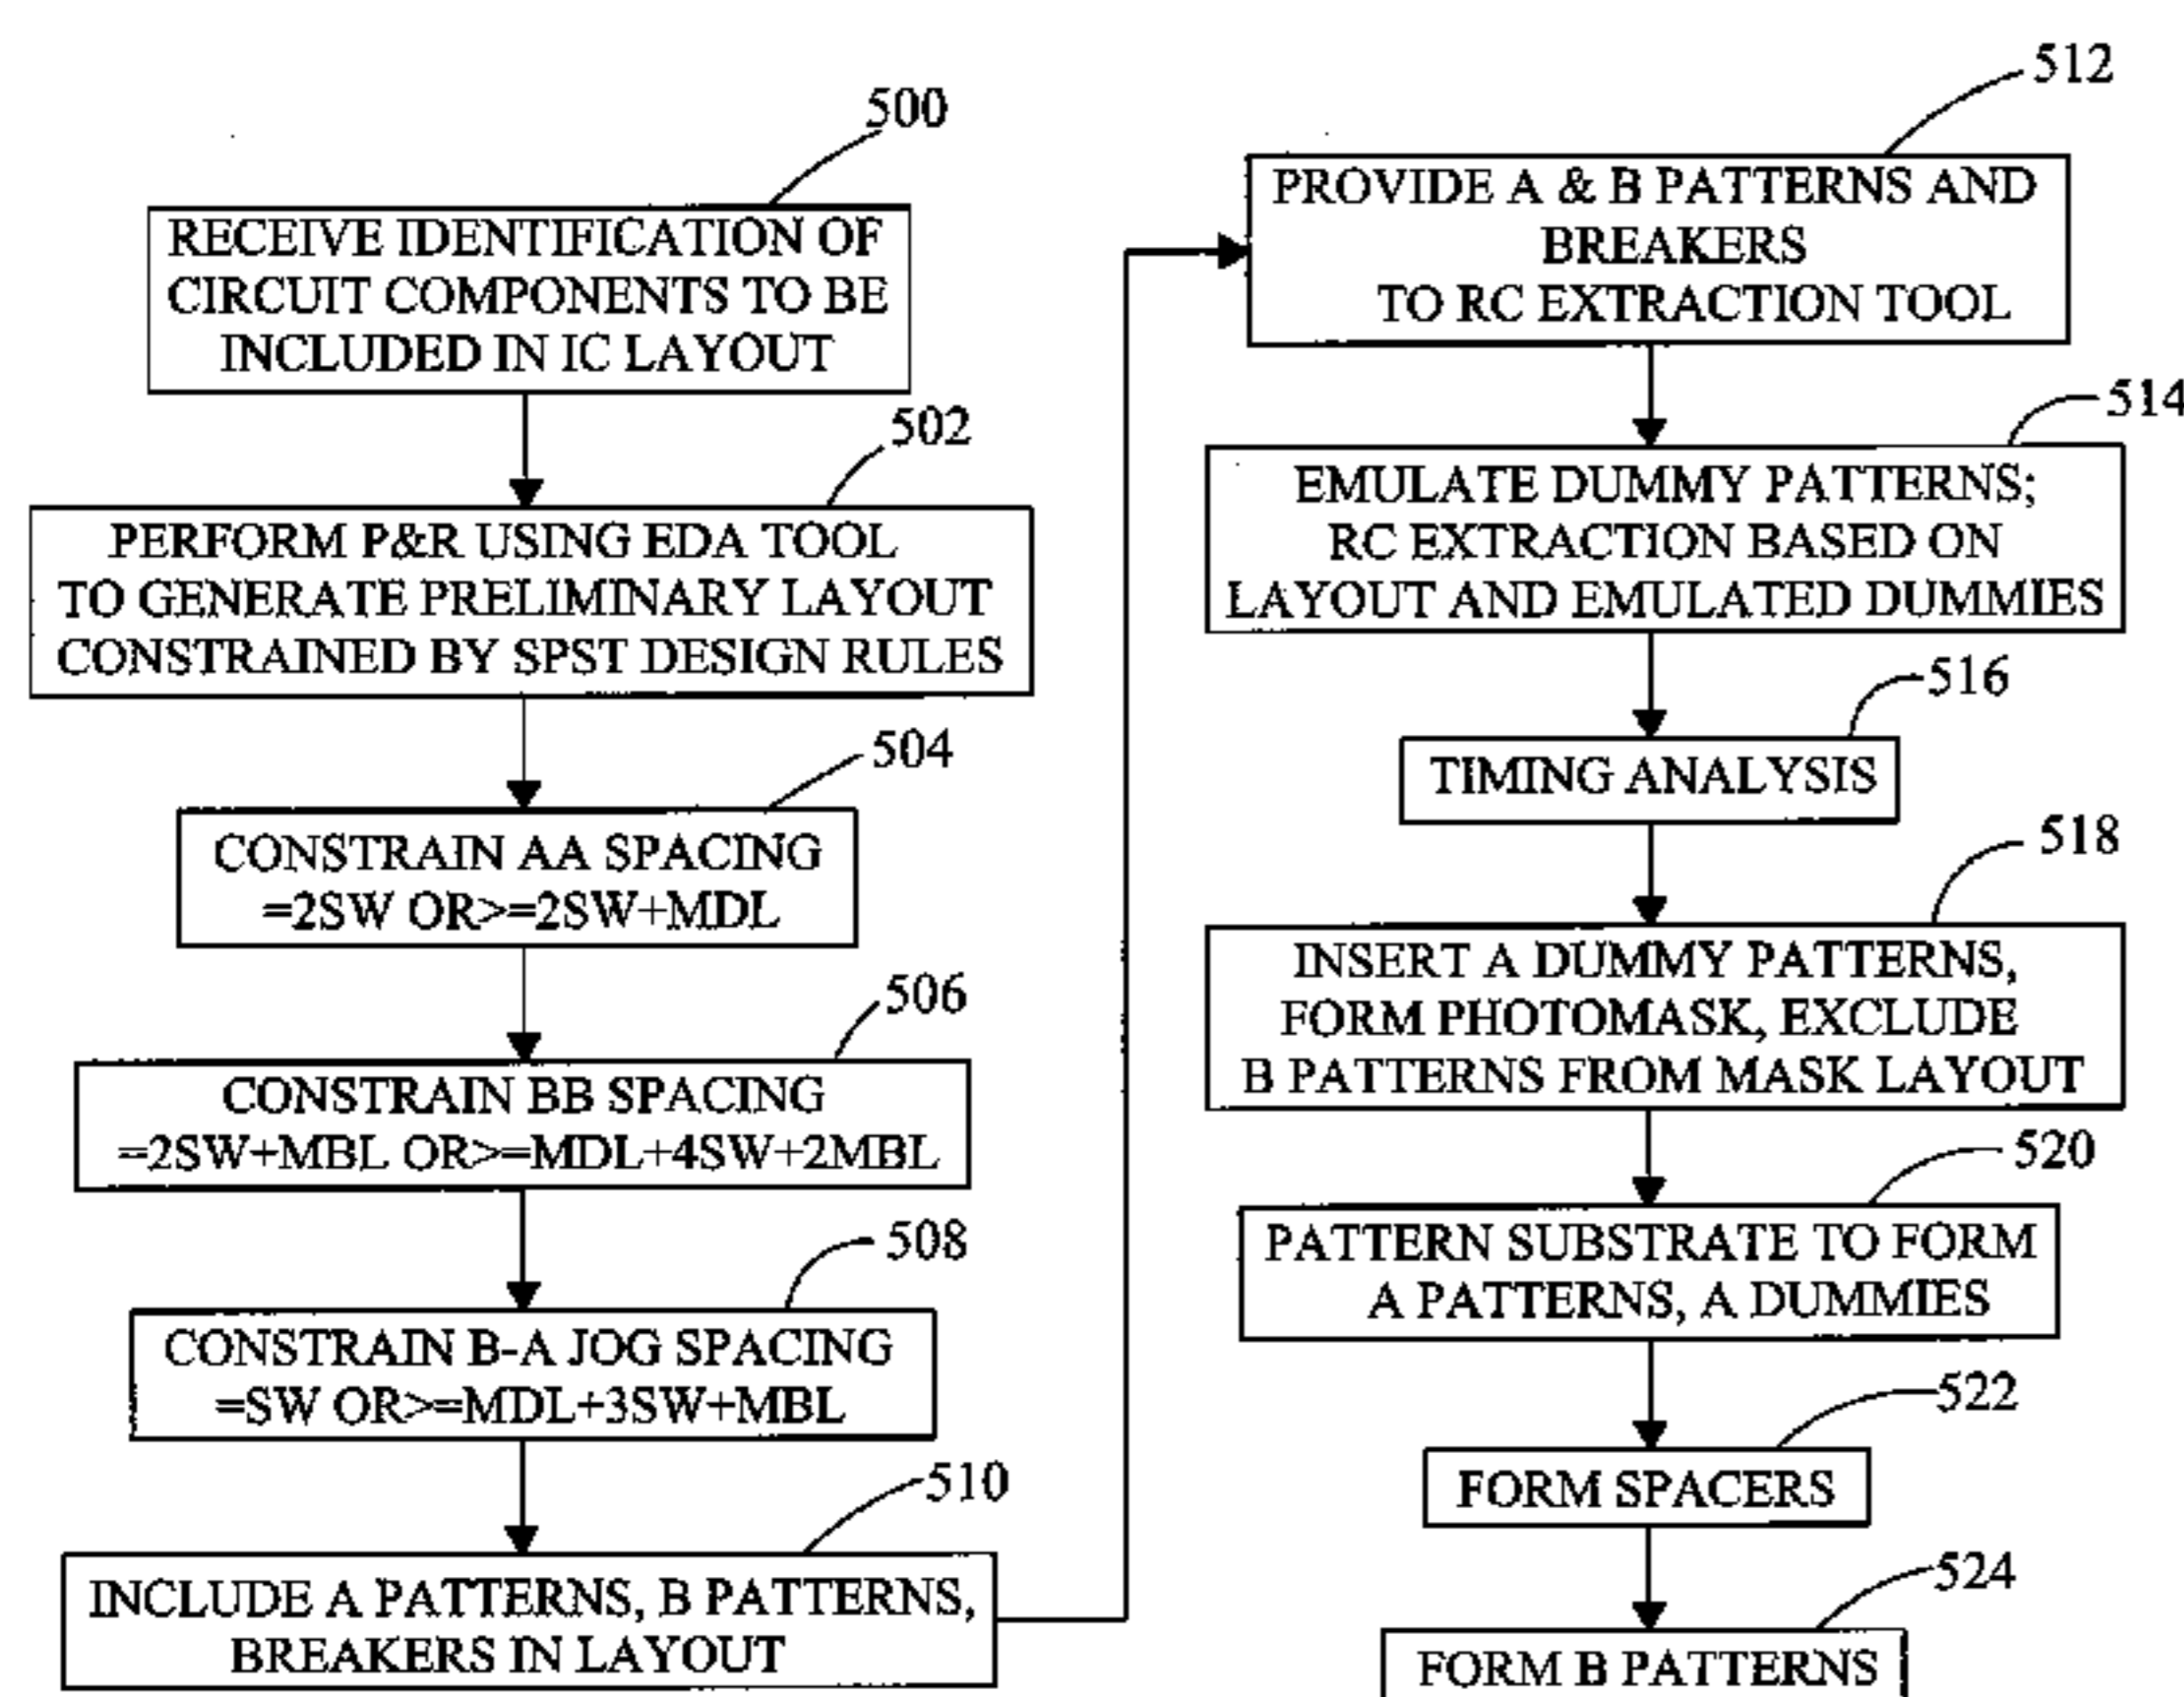 500
RECEIVE IDENTIFICATION OF
CIRCUIT COMPONENTS TO BE
INCLUDED IN IC LAYOUT
502
PERFORM P&R USING EDA TOOL
TO GENERATE PRELIMINARY LAYOUT
CONSTRAINED BY SPST DESIGN RULES
504
CONSTRAIN AA SPACING
=2SW OR>=2SW+MDL
506
CONSTRAIN BB SPACING
=2SW+MBL OR>=MDL+4SW+2MBL
508
CONSTRAIN B-A JOG SPACING
=SW OR>=MDL+3SW+MBL
510
INCLUDE A PATTERNS, B PATTERNS,
BREAKERS IN LAYOUT
512
PROVIDE A & B PATTERNS AND
BREAKERS
TO RC EXTRACTION TOOL
514
EMULATE DUMMY PATTERNS;
RC EXTRACTION BASED ON
LAYOUT AND EMULATED DUMMIES
516
TIMING ANALYSIS
518
INSERT A DUMMY PATTERNS,
FORM PHOTOMASK, EXCLUDE
B PATTERNS FROM MASK LAYOUT
520
PATTERN SUBSTRATE TO FORM
A PATTERNS, A DUMMIES
522
FORM SPACERS
524
FORM B PATTERNS